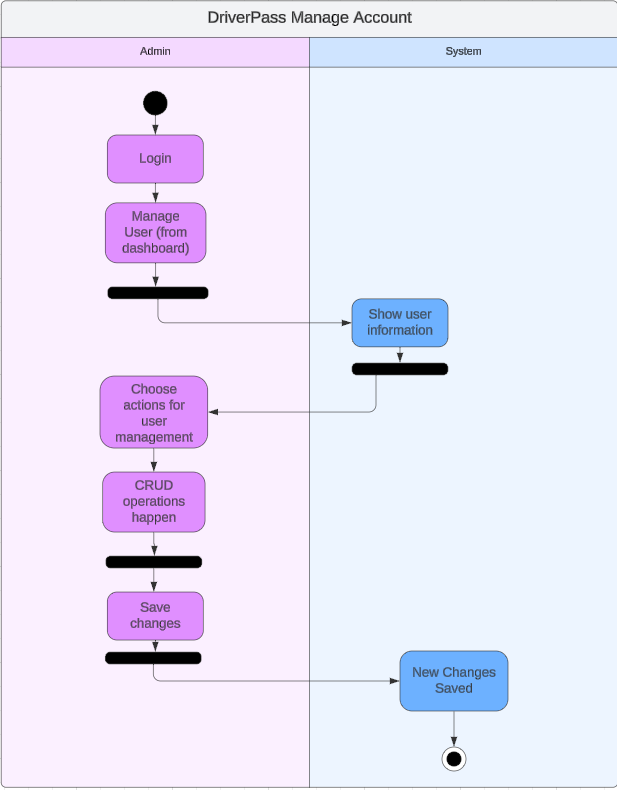 DriverPass Manage Account
Admin
System
Login
Manage
User (from
dashboard)
Show user
information
Choose
actions for
user
management
CRUD
operations
happen
Save
changes
New Changes
Saved